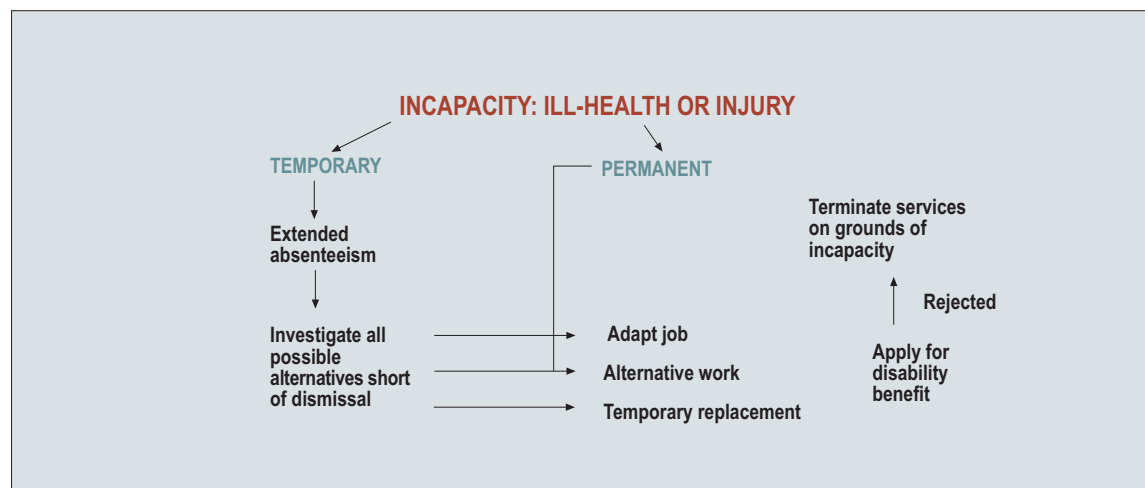 INCAPACITY: ILL-HEALTH OR INJURY
TEMPORARY
PERMANENT
Extended
absenteeism
Investigate all
possible
alternatives short
of dismissal
Adapt job
Alternative work
Temporary replacement
Terminate services
on grounds of
incapacity
Rejected
Apply for
disability
benefit